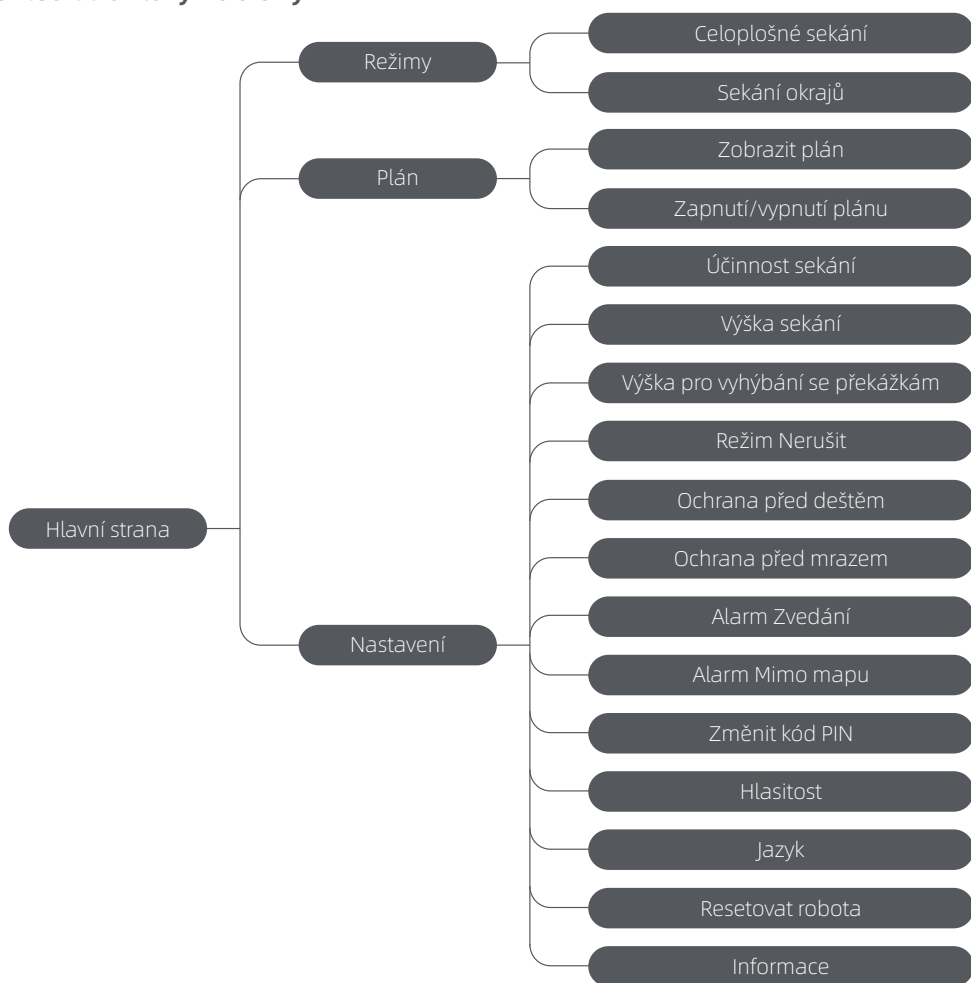 Režimy
Celoplošné sekání
Sekání okrajů
Plán
Zobrazit plán
Zapnutí/vypnutí plánu
Hlavní strana
Nastavení
Účinnost sekání
Výška sekání
Výška pro vyhýbání se překážkám
Režim Nerušit
Ochrana před deštěm
Ochrana před mrazem
Alarm Zvedání
Alarm Mimo mapu
Změnit kód PIN
Hlasitost
Jazyk
Resetovat robota
Informace